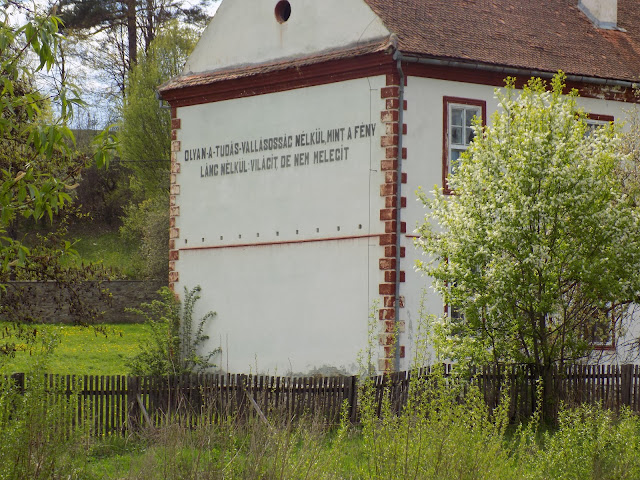 OLYAN-A-TUDÁS-VALLÁSOSSÁG NÉLKÜL, MINT A FÉNY
LÁNG NÉLKÜL-VILÁGÍT DE NEM MELEGÍT